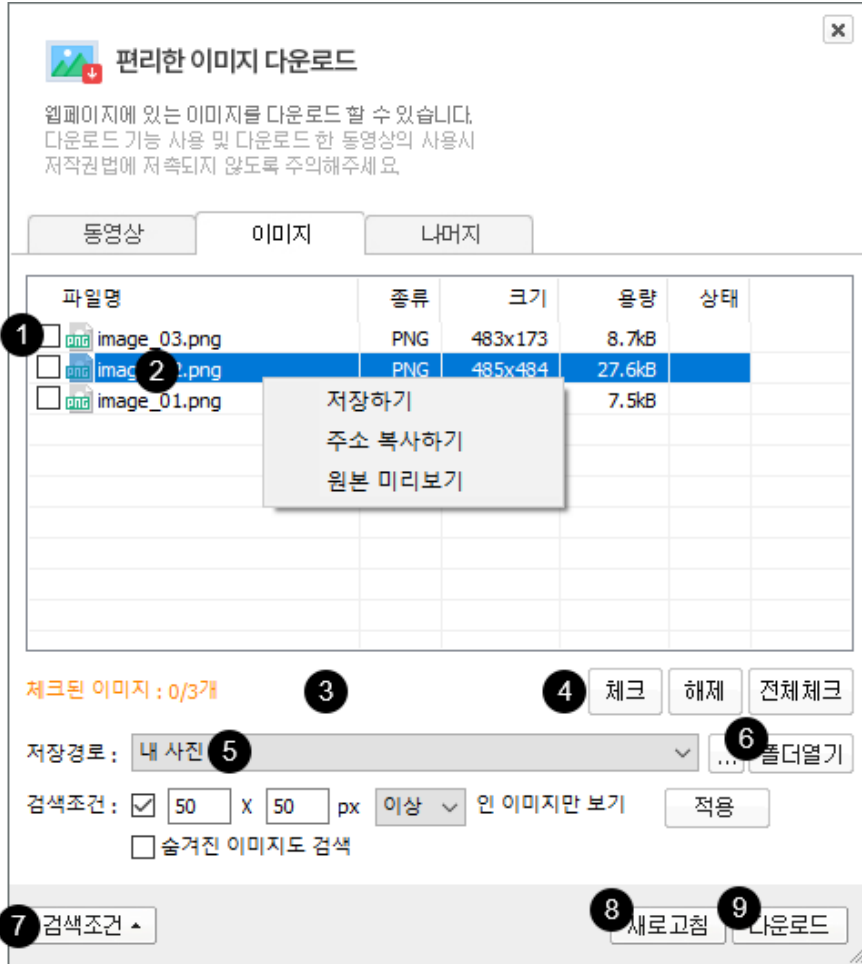 편리한 이미지 다운로드
웹페이지에 있는 이미지를 다운로드 할 수 있습니다.
다운로드 기능 사용 및 다운로드 한 동영상의 사용시
저작권법에 저촉되지 않도록 주의해주세요.
동영상 이미지 나머지
파일명 종류 크기 용량 상태
1 image_03.png PNG 483x173 8.7kB
2 .png PNG 485x484 27.6kB
image_01.png 7.5kB
저장하기
주소 복사하기
원본 미리보기
체크된 이미지 : 0/3개 3 4 체크 해제 전체체크
저장경로 : 내 사진 5 ... 6 폴더열기
검색조건 : 50 X 50 px 이상 인 이미지만 보기 적용
숨겨진 이미지도 검색
7 검색조건 8 새로고침 9 다운로드